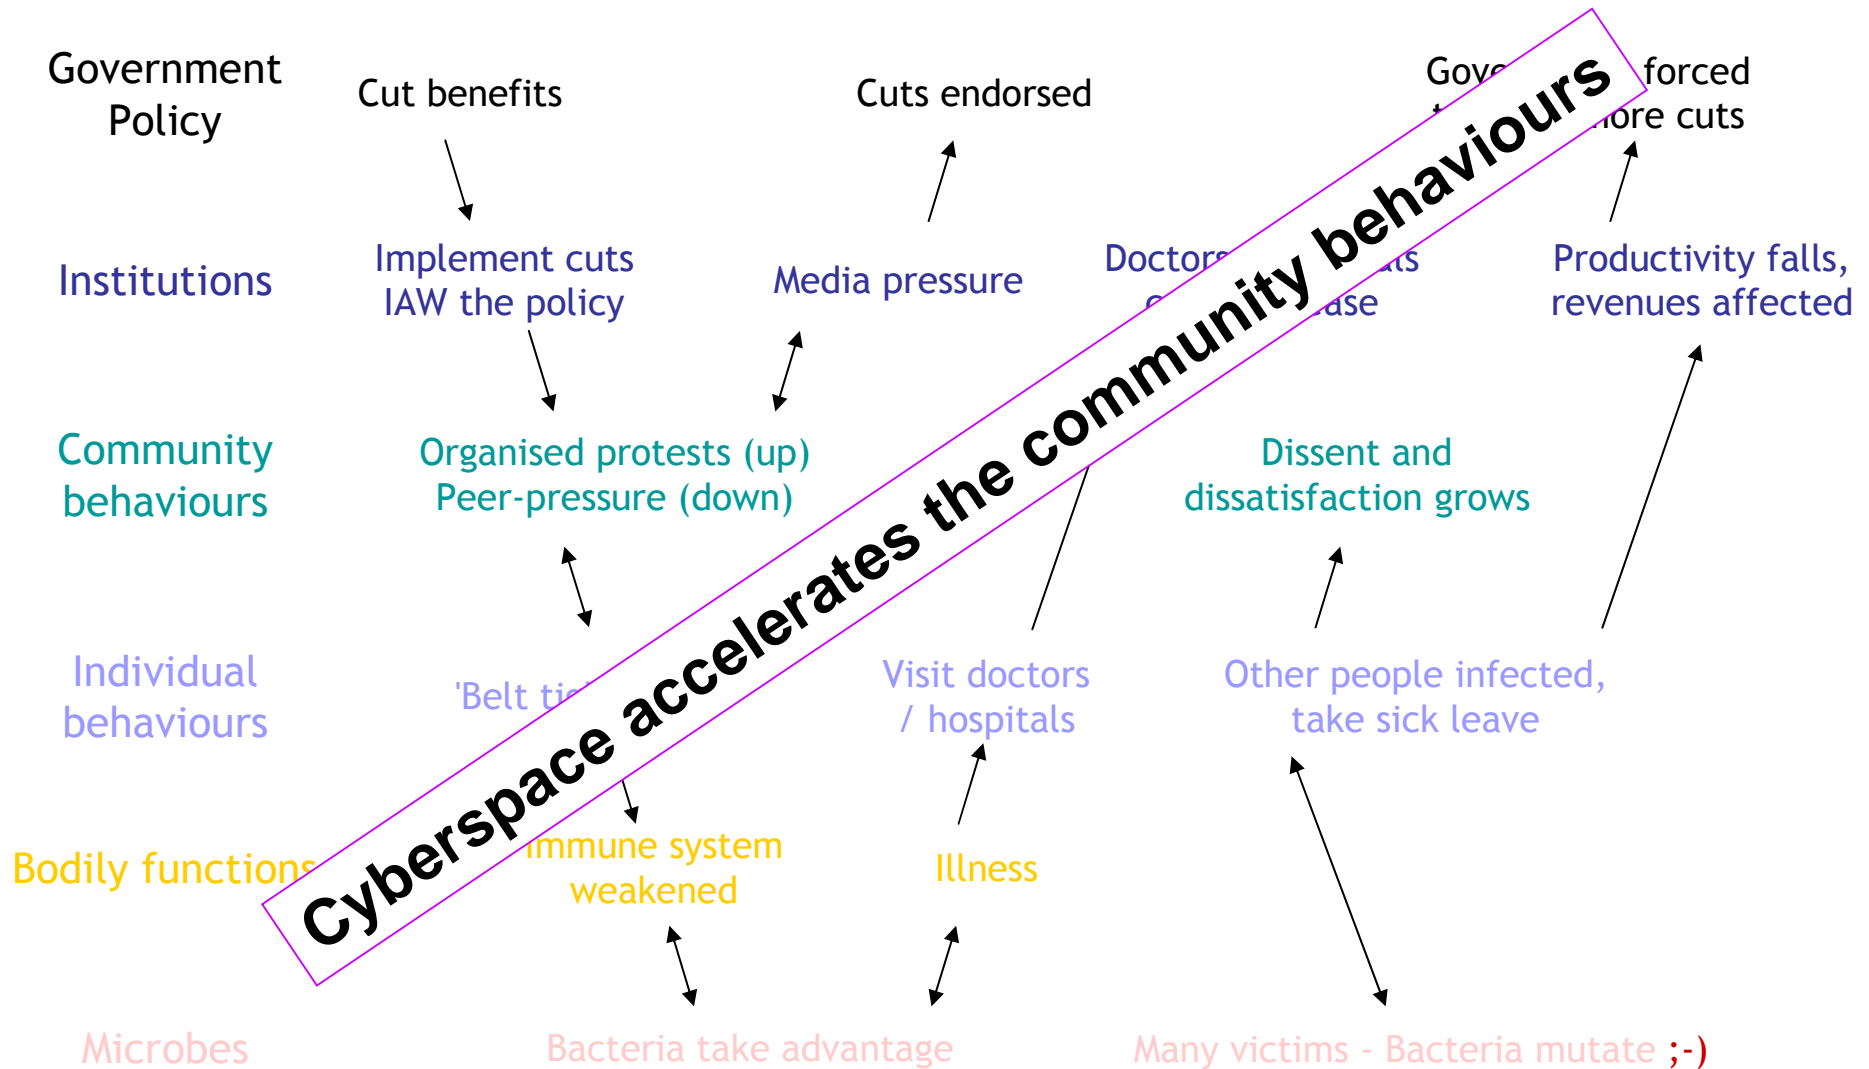 Government
Policy
Cut benefits
Cuts endorsed
forced
more cuts
Institutions
Implement cuts
IAW the policy
Media pressure
Doctors
Productivity falls,
revenues affected
Community
behaviours
Organised protests (up)
Peer-pressure (down)
Dissent and
dissatisfaction grows
Individual
behaviours
'Belt
Visit doctors
/ hospitals
Other people infected,
take sick leave
Bodily functions
Immune system
weakened
Illness
Microbes
Bacteria take advantage
Many victims - Bacteria mutate ;-)
Cyberspace accelerates the community behaviours